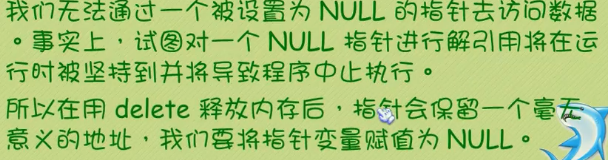 我们无法通过一个被设置为 NULL 的指针去访问数据
。事实上，试图对一个 NULL 指针进行解引用将在运
行时被坚持到并将导致程序中止执行。
所以在用 delete 释放内存后，指针会保留一个毫无
意义的地址，我们要将指针变量赋值为 NULL。